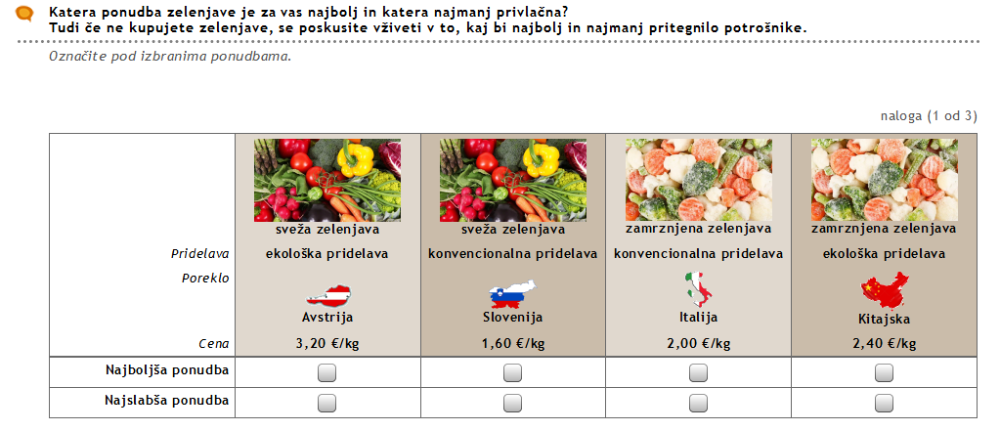 Katera ponudba zelenjave je za vas najbolj in katera najmanj privlačna?
Tudi če ne kupujete zelenjave, se poskusite vživeti v to, kaj bi najbolj in najmanj pritegnilo potrošnike.
Označite pod izbranima ponudbama.
naloga (1 od 3)
sveža zelenjava sveža zelenjava zamrznjena zelenjava zamrznjena zelenjava
Pridelava ekološka pridelava konvencionalna pridelava konvencionalna pridelava ekološka pridelava
Poreklo
Avstrija Slovenija Italija Kitajska
Cena 3,20 €/kg 1,60 €/kg 2,00 €/kg 2,40 €/kg
Najboljša ponudba
Najslabša ponudba